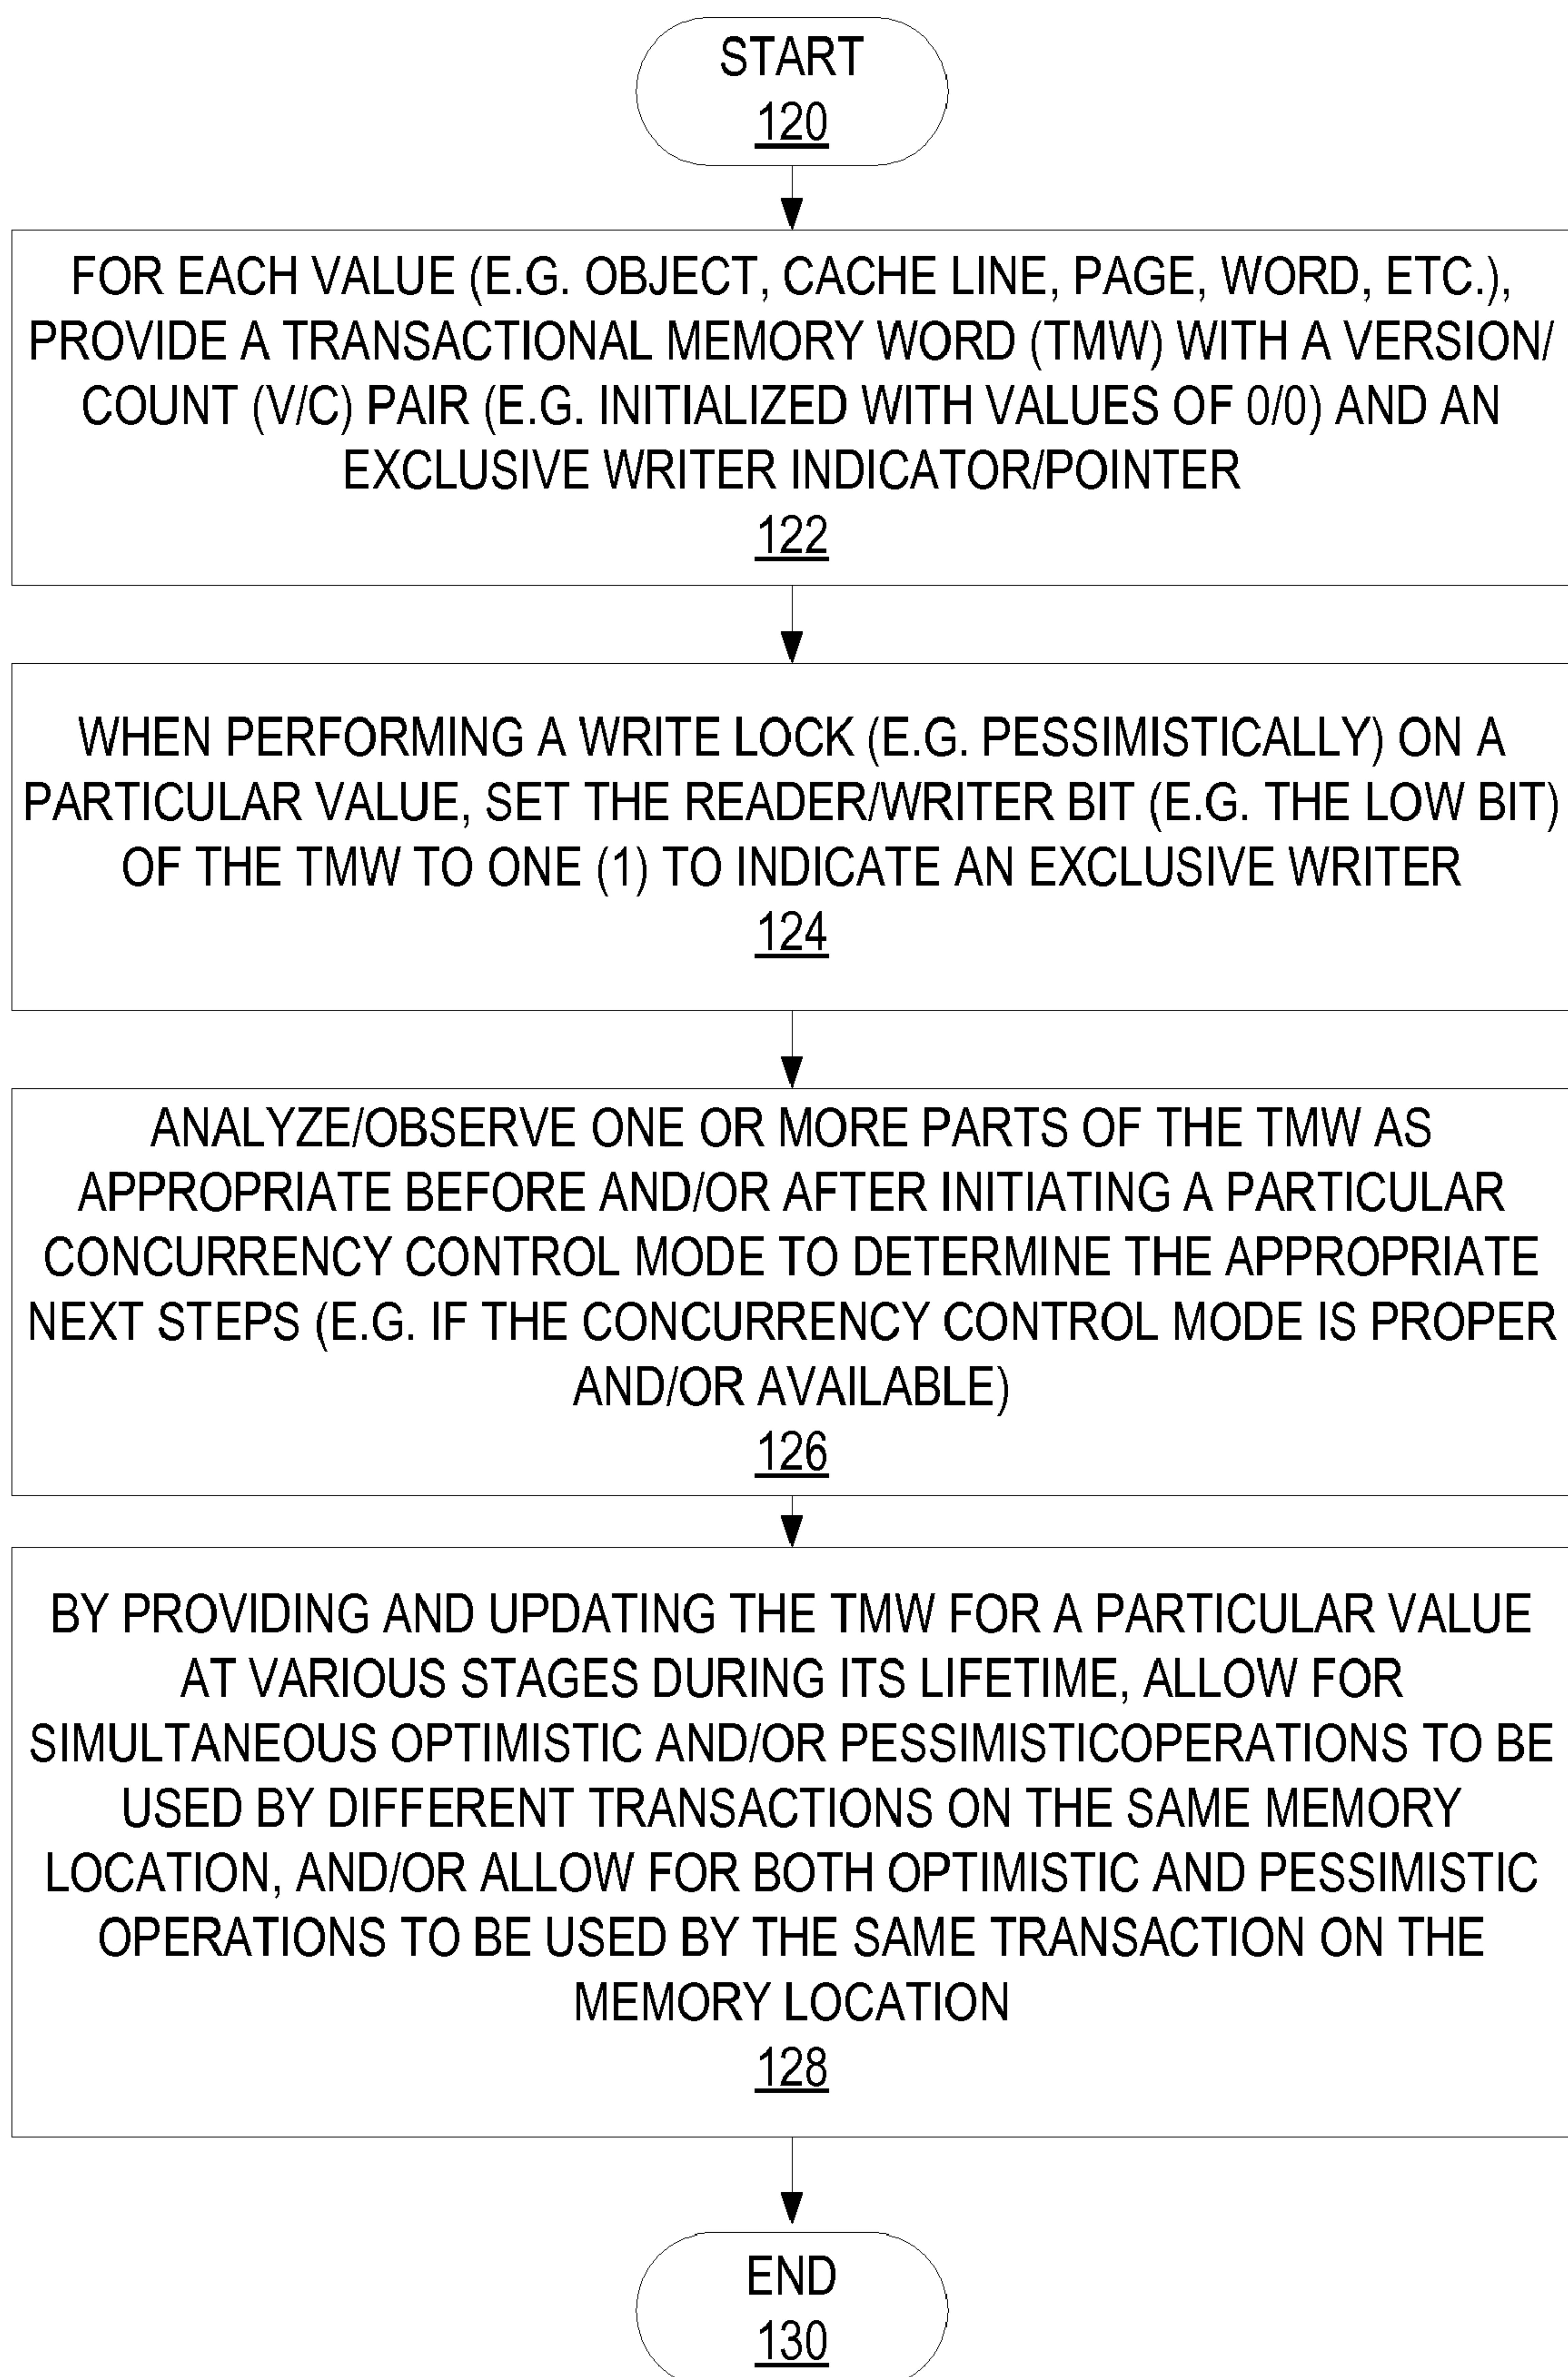 START
120
FOR EACH VALUE (E.G. OBJECT, CACHE LINE, PAGE, WORD, ETC.),
PROVIDE A TRANSACTIONAL MEMORY WORD (TMW) WITH A VERSION/
COUNT (V/C) PAIR (E.G. INITIALIZED WITH VALUES OF 0/0) AND AN
EXCLUSIVE WRITER INDICATOR/POINTER
122
WHEN PERFORMING A WRITE LOCK (E.G. PESSIMISTICALLY) ON A
PARTICULAR VALUE, SET THE READER/WRITER BIT (E.G. THE LOW BIT)
OF THE TMW TO ONE (1) TO INDICATE AN EXCLUSIVE WRITER
124
ANALYZE/OBSERVE ONE OR MORE PARTS OF THE TMW AS
APPROPRIATE BEFORE AND/OR AFTER INITIATING A PARTICULAR
CONCURRENCY CONTROL MODE TO DETERMINE THE APPROPRIATE
NEXT STEPS (E.G. IF THE CONCURRENCY CONTROL MODE IS PROPER
AND/OR AVAILABLE)
126
BY PROVIDING AND UPDATING THE TMW FOR A PARTICULAR VALUE
AT VARIOUS STAGES DURING ITS LIFETIME, ALLOW FOR
SIMULTANEOUS OPTIMISTIC AND/OR PESSIMISTICOPERATIONS TO BE
USED BY DIFFERENT TRANSACTIONS ON THE SAME MEMORY
LOCATION, AND/OR ALLOW FOR BOTH OPTIMISTIC AND PESSIMISTIC
OPERATIONS TO BE USED BY THE SAME TRANSACTION ON THE
MEMORY LOCATION
128
END
130